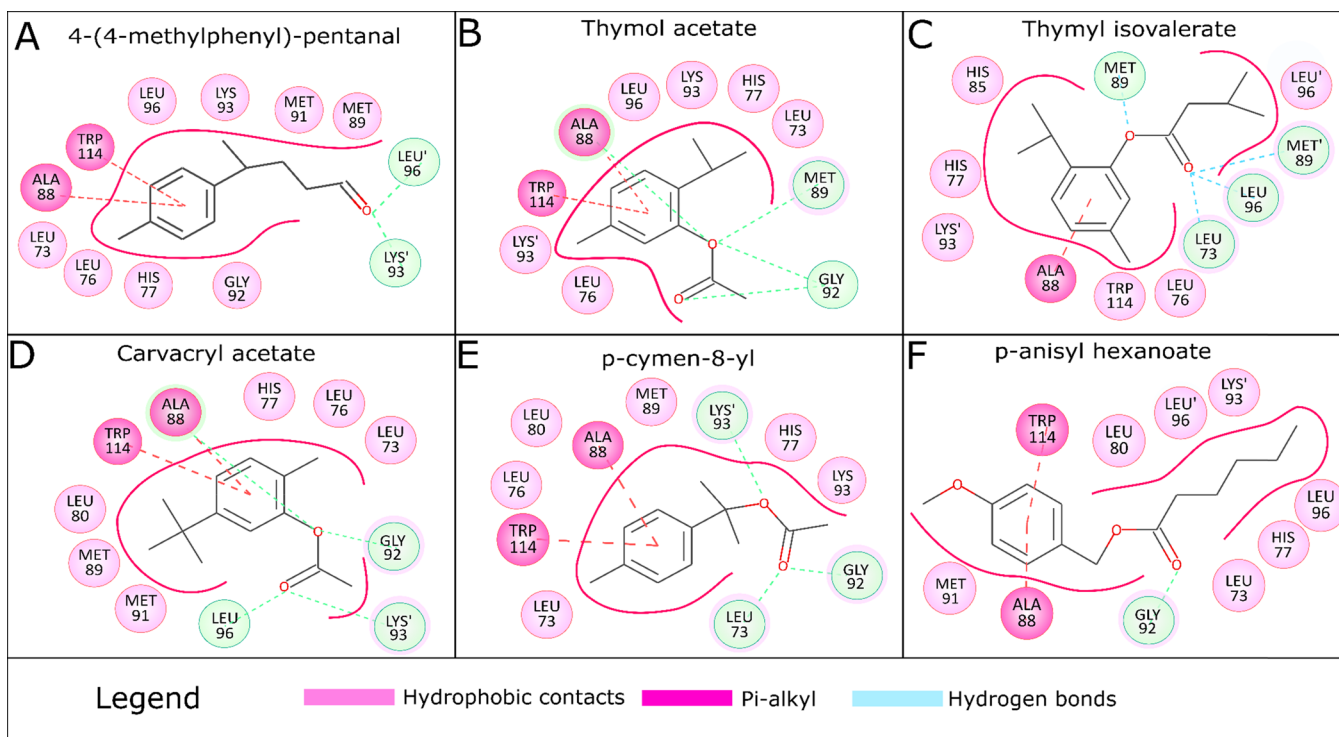 A
4-(4-methylphenyl)-pentanal
LEU
96
LYS
93
MET
91
MET
89
TRP
114
LEU'
96
ALA
88
LYS'
93
LEU
73
LEU
76
HIS
77
GLY
92
O
B
Thymol acetate
LEU
96
LYS
93
HIS
77
ALA
88
LEU
73
MET
89
TRP
114
LYS'
93
LEU
76
GLY
92
O
O
C
Thymyl isovalerate
HIS
85
MET
89
LEU'
96
MET'
89
HIS
77
LEU
96
LYS'
93
LEU
73
ALA
88
TRP
114
LEU
76
O
O
D
Carvacryl acetate
ALA
88
HIS
77
LEU
76
TRP
114
LEU
73
LEU
80
GLY
92
MET
89
MET
91
LEU
96
LYS'
93
O
O
E
p-cymen-8-yl
MET
89
LYS'
93
LEU
80
ALA
88
HIS
77
LEU
76
LYS
93
TRP
114
GLY
92
LEU
73
LEU
73
O
O
F
p-anisyl hexanoate
TRP
114
LEU
80
LEU'
96
LYS'
93
LEU
96
HIS
77
LEU
73
MET
91
ALA
88
GLY
92
O
O
O
Legend
Hydrophobic contacts
Pi-alkyl
Hydrogen bonds